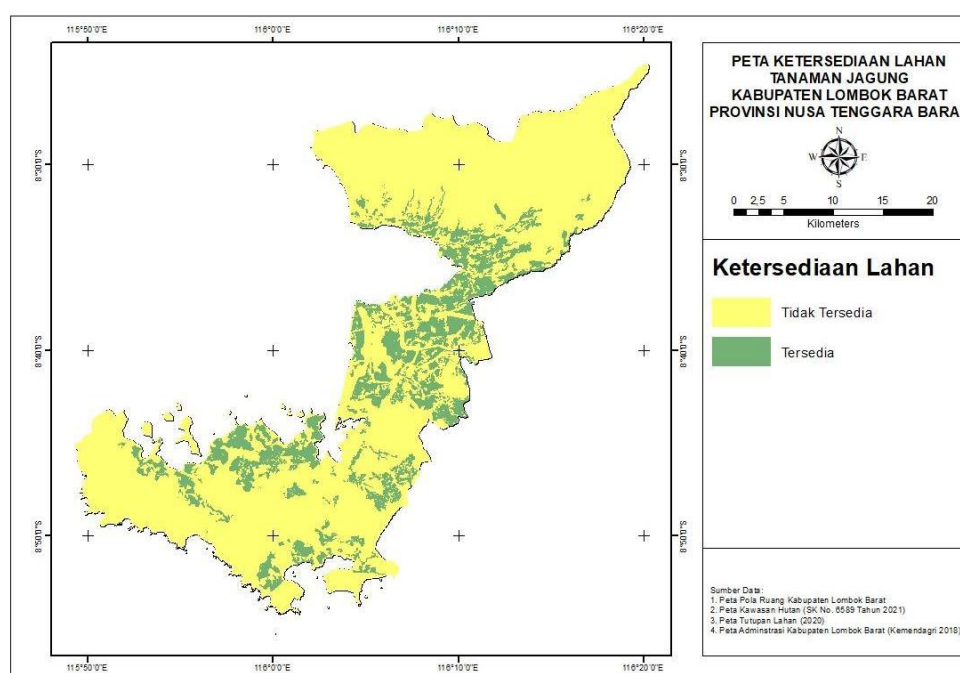 115°50'0"E 116°0'0"E 116°10'0"E 116°20'0"E
8°30'0"S
8°40'0"S
8°50'0"S
8°30'0"S
8°40'0"S
8°50'0"S
115°50'0"E 116°0'0"E 116°10'0"E 116°20'0"E
PETA KETERSEDIAAN LAHAN
TANAMAN JAGUNG
KABUPATEN LOMBOK BARAT
PROVINSI NUSA TENGGARA BARA
N
W E
S
0 2,5 5 10 15 20
Kilometers
Ketersediaan Lahan
Tidak Tersedia
Tersedia
Sumber Data:
1. Peta Pola Ruang Kabupaten Lombok Barat
2. Peta Kawasan Hutan (SK No. 6589 Tahun 2021)
3. Peta Tutupan Lahan (2020)
4. Peta Adminstrasi Kabupaten Lombok Barat (Kemendagri 2018)